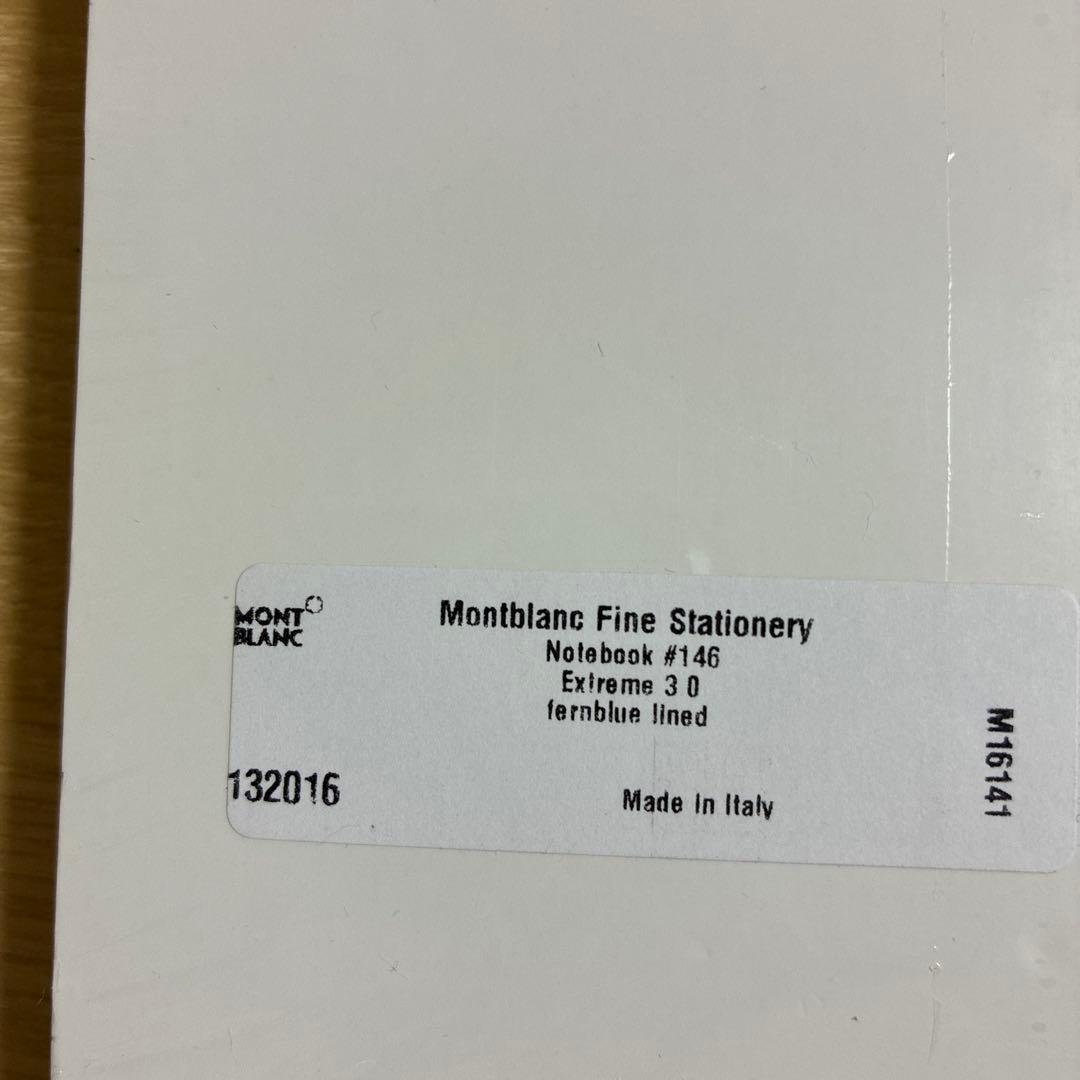 MONT
BLANC
Montblanc Fine Stationery
Notebook #146
Extreme 3 0
fernblue lined
132016
Made In Italy
M16141